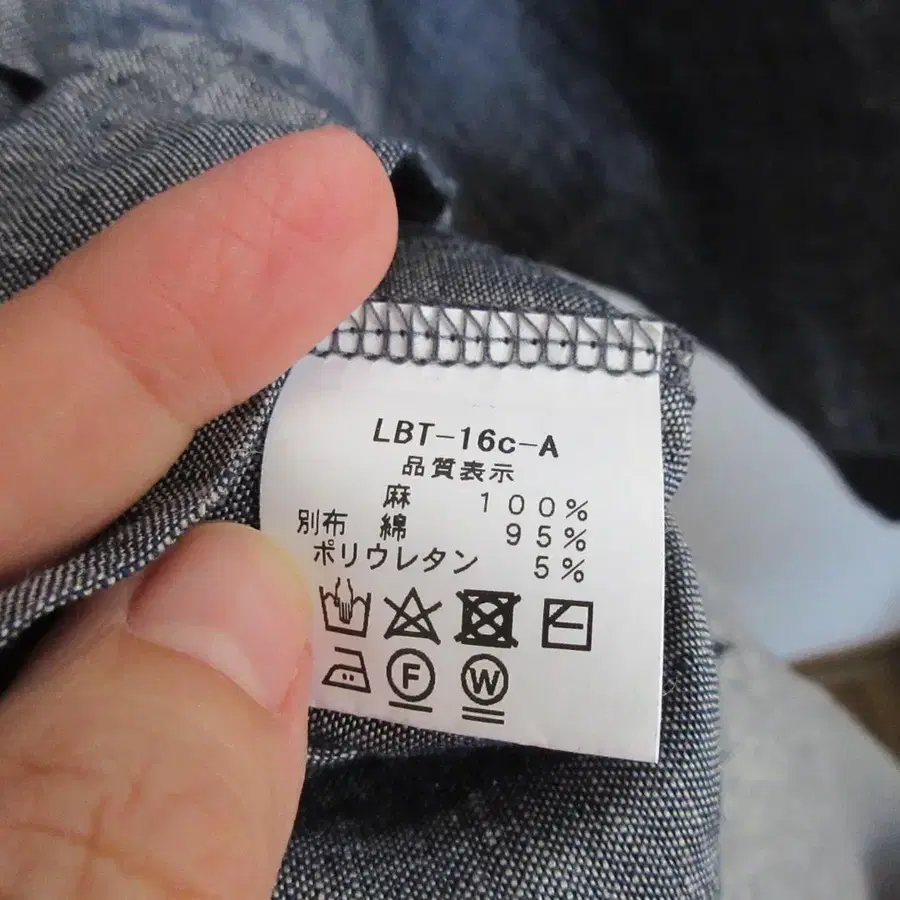 LBT-16c-A
品質表示
麻 100%
別布 綿 95%
ポリウレタン 5%
F W